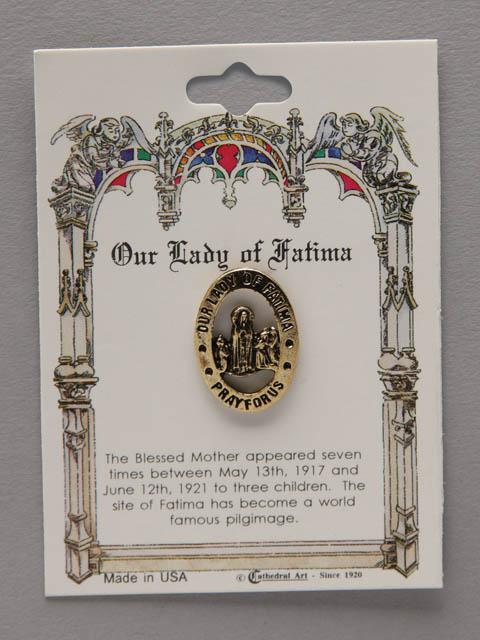 Our Lady of Fatima
OUR LADY OF FATIMA
PRAY FOR US
The Blessed Mother appeared seven
times between May 13th, 1917 and
June 12th, 1921 to three children. The
site of Fatima has become a world
famous pilgimage.
Made in USA
© Cathedral Art - Since 1920